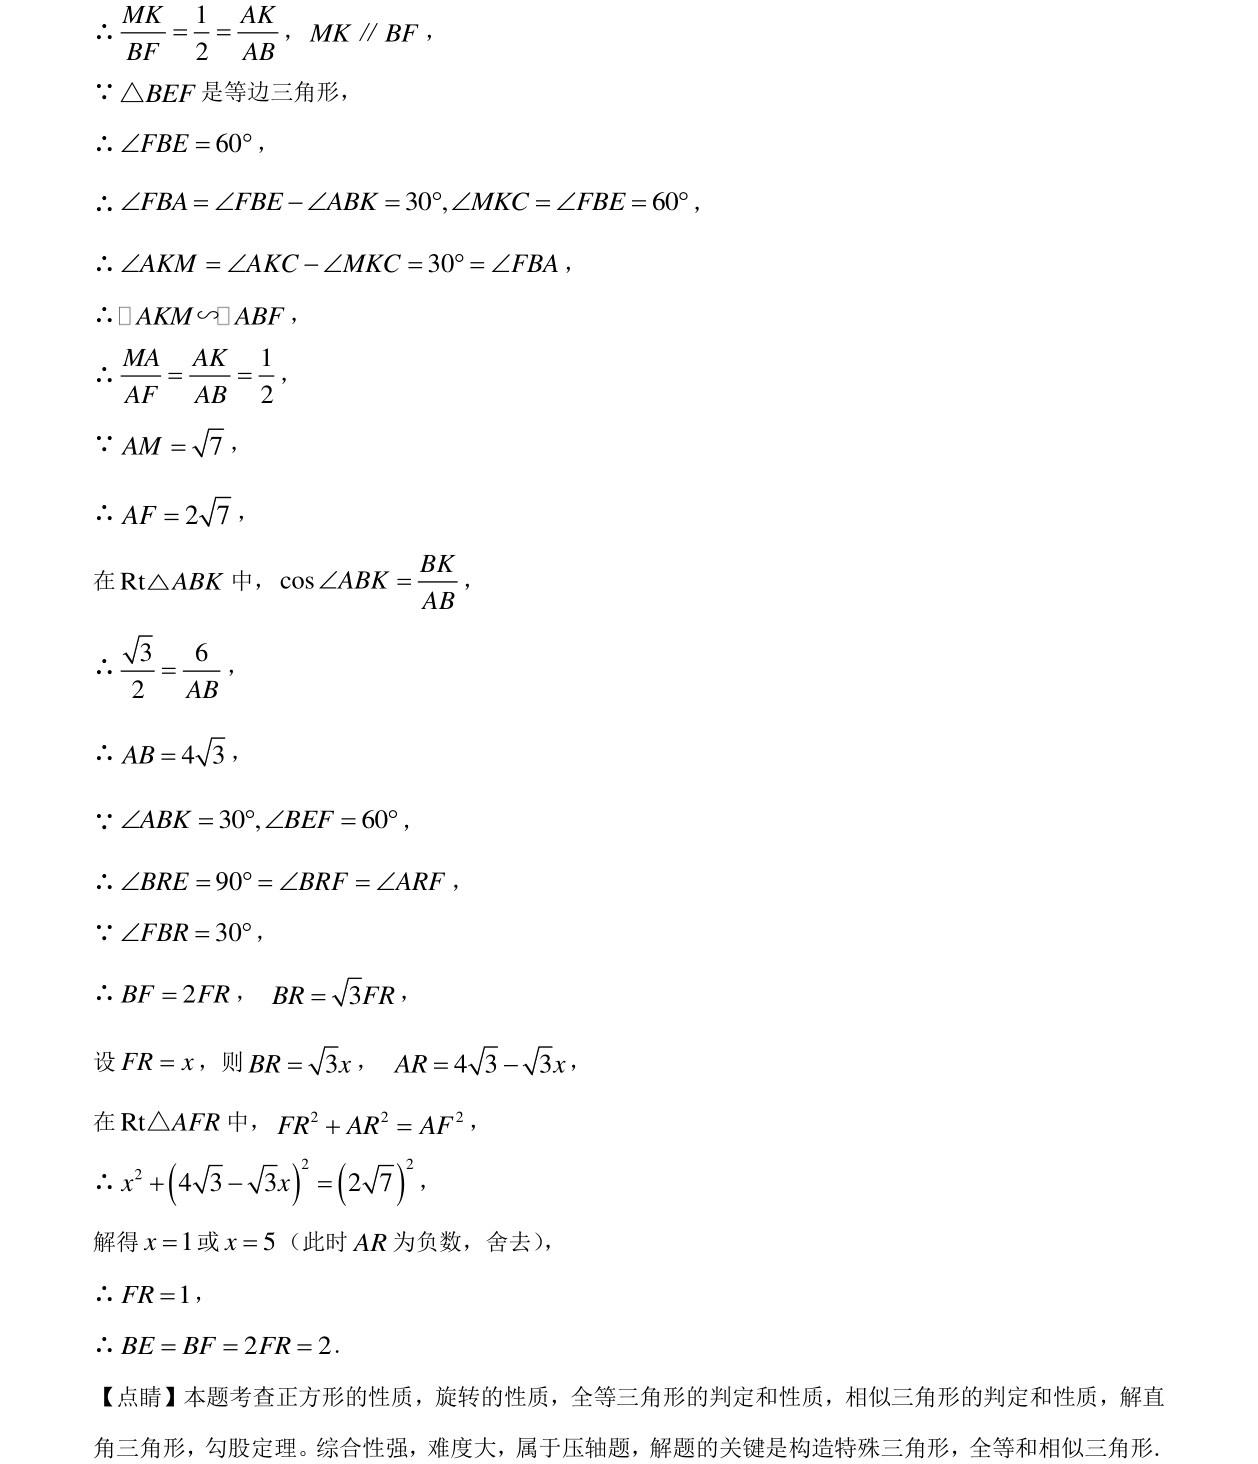 ∴ MK/BF = 1/2 = AK/AB，MK∥BF，
∵ △BEF 是等边三角形，
∴ ∠FBE = 60°，
∴ ∠FBA = ∠FBE − ∠ABK = 30°, ∠MKC = ∠FBE = 60°，
∴ ∠AKM = ∠AKC − ∠MKC = 30° = ∠FBA，
∴ □AKM∽□ABF，
∴ MA/AF = AK/AB = 1/2，
∵ AM = √7，
∴ AF = 2√7，
在 Rt△ABK 中，cos∠ABK = BK/AB，
∴ √3/2 = 6/AB，
∴ AB = 4√3，
∵ ∠ABK = 30°, ∠BEF = 60°，
∴ ∠BRE = 90° = ∠BRF = ∠ARF，
∵ ∠FBR = 30°，
∴ BF = 2FR， BR = √3FR，
设 FR = x，则 BR = √3x， AR = 4√3 − √3x，
在 Rt△AFR 中，FR² + AR² = AF²，
∴ x² + (4√3 − √3x)² = (2√7)²，
解得 x = 1 或 x = 5（此时 AR 为负数，舍去），
∴ FR = 1，
∴ BE = BF = 2FR = 2．
【点睛】本题考查正方形的性质，旋转的性质，全等三角形的判定和性质，相似三角形的判定和性质，解直
角三角形，勾股定理。综合性强，难度大，属于压轴题，解题的关键是构造特殊三角形，全等和相似三角形．